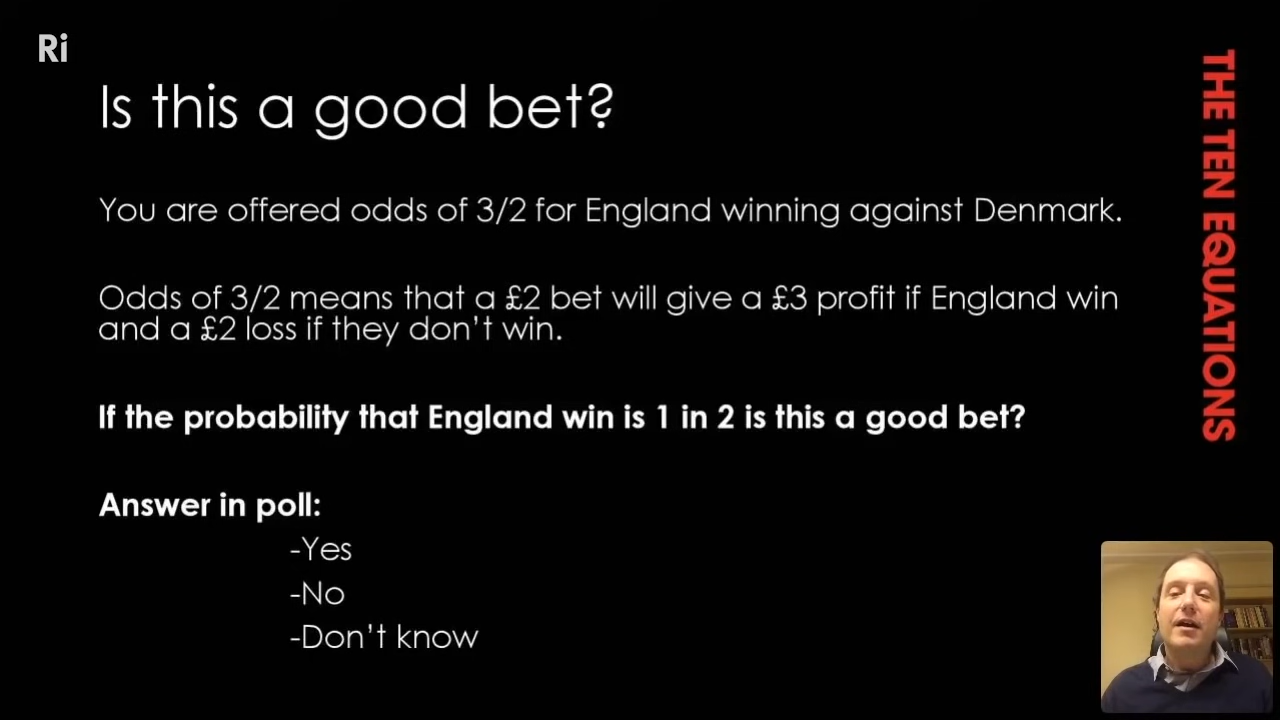 Ri
Is this a good bet?
You are offered odds of 3/2 for England winning against Denmark.
Odds of 3/2 means that a £2 bet will give a £3 profit if England win
and a £2 loss if they don't win.
If the probability that England win is 1 in 2 is this a good bet?
Answer in poll:
-Yes
-No
-Don't know
THE TEN EQUATIONS